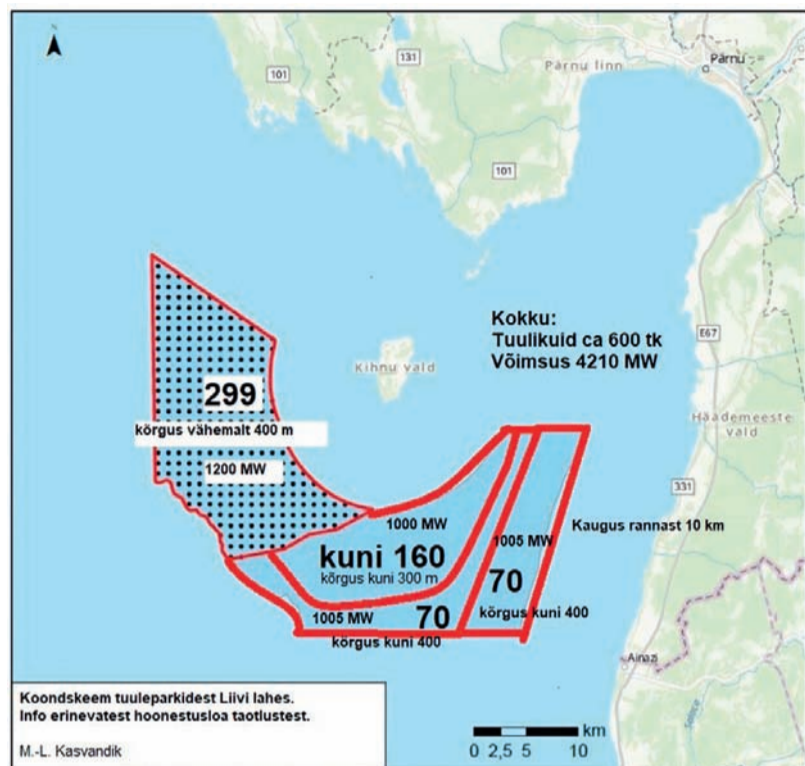 101
131
Pärnu linn
Pärnu
101
Kokku:
Tuulikuid ca 600 tk
Võimsus 4210 MW
E67
Kihnu vald
299
kõrgus vähemalt 400 m
Häädemeeste
vald
1200 MW
331
1000 MW
Kaugus rannast 10 km
1005 MW
kuni 160
kõrgus kuni 300 m
70
kõrgus kuni 400
1005 MW
70
kõrgus kuni 400
Ainazi
Koondskeem tuuleparkidest Liivi lahes.
Info erinevatest hoonestusloa taotlustest.
M.-L. Kasvandik
km
0 2,5 5 10